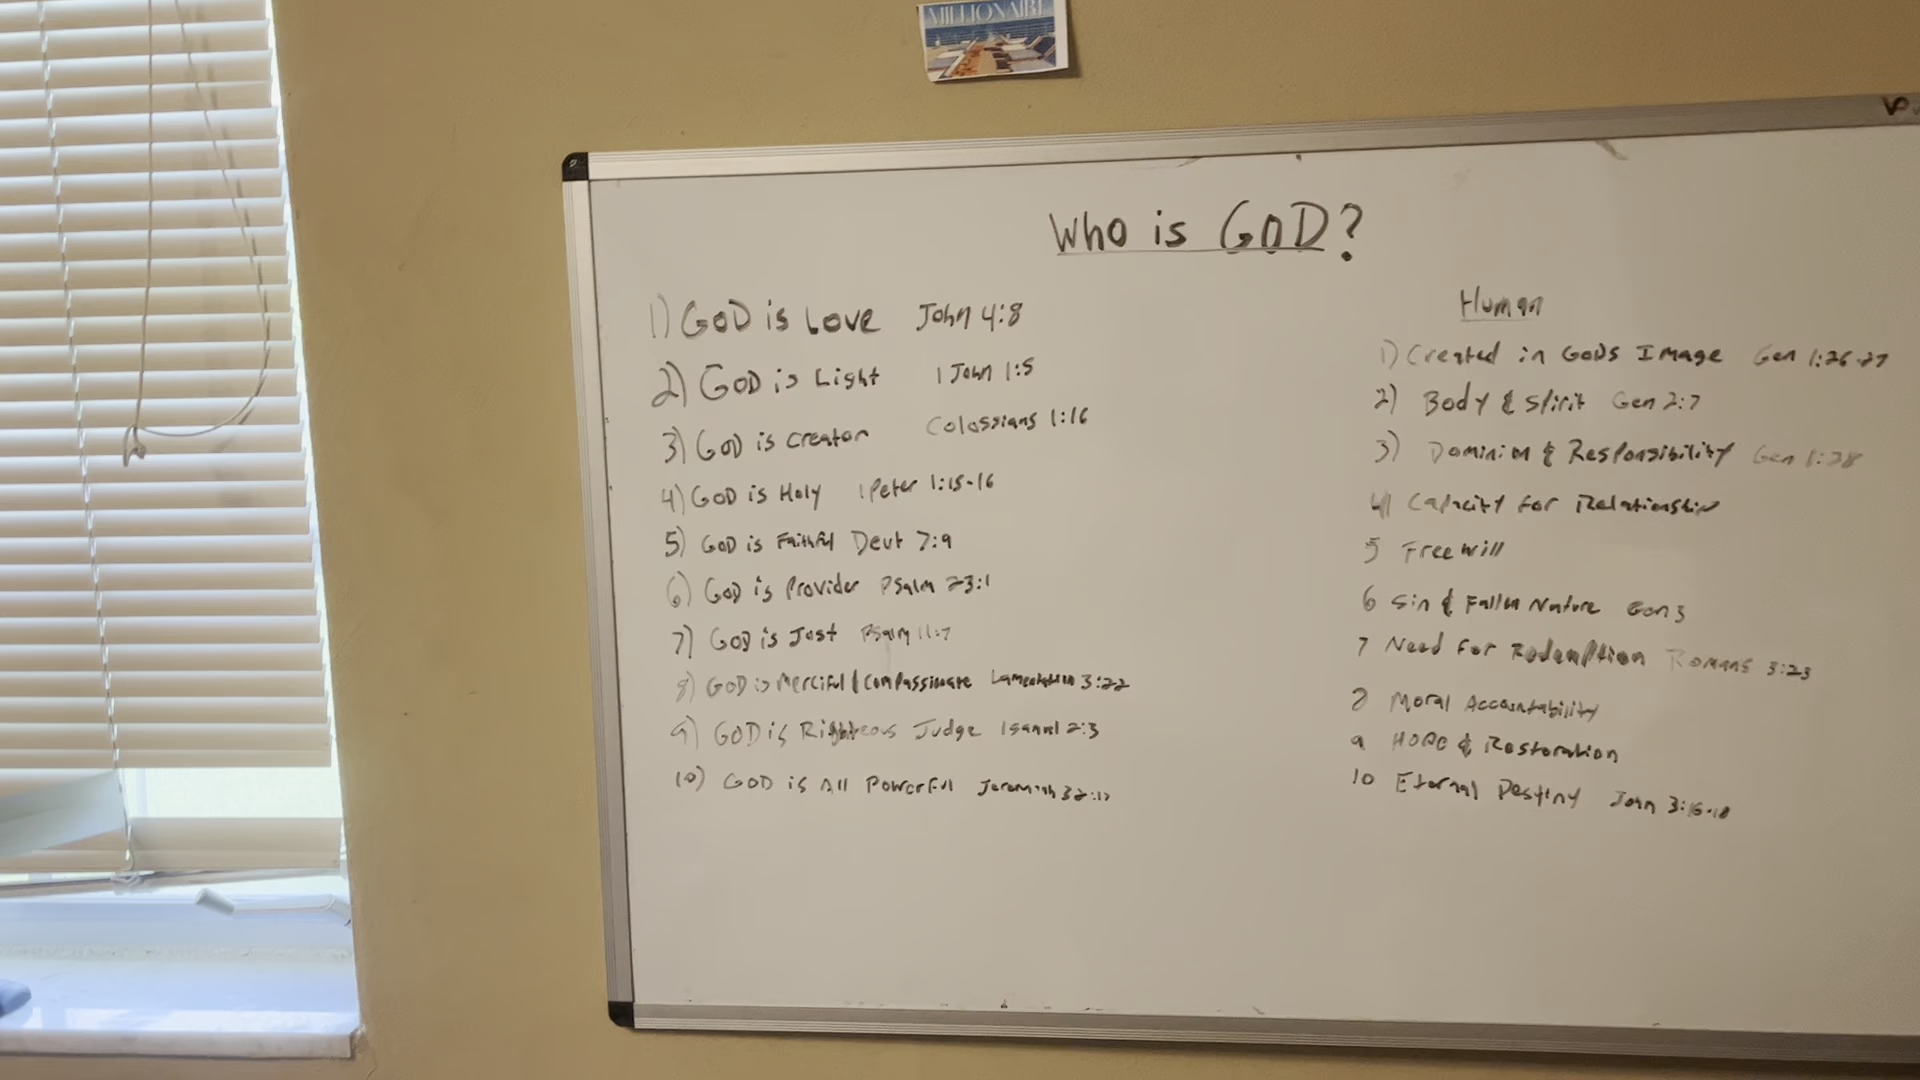 MILLIONAIRE
Who is GOD?
1) GOD is Love John 4:8
2) GOD is Light 1 John 1:5
3) GOD is creator Colossians 1:16
4) GOD is Holy 1 Peter 1:15-16
5) GOD is Faithful Deut 7:9
6) GOD is Provider Psalm 23:1
7) GOD is Just Psalm 11:7
8) GOD is Merciful / Compassionate Lamentation 3:22
9) GOD is Righteous Judge 1 Samuel 2:3
10) GOD is All Powerful Jeremiah 32:17
Human
1) Created in GODS Image Gen 1:26-27
2) Body & Spirit Gen 2:7
3) Dominion & Responsibility Gen 1:28
4) Capacity for Relationship
5 Free will
6 Sin & Fallen Nature Gen 3
7 Need for Redemption Romans 3:23
8 Moral Accountability
9 HOPE & Restoration
10 Eternal Destiny John 3:16-18